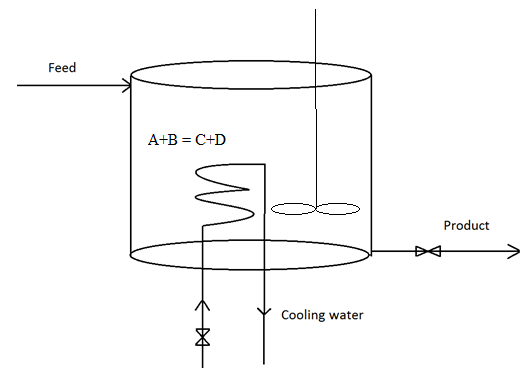 Feed
A+B = C+D
Product
Cooling water